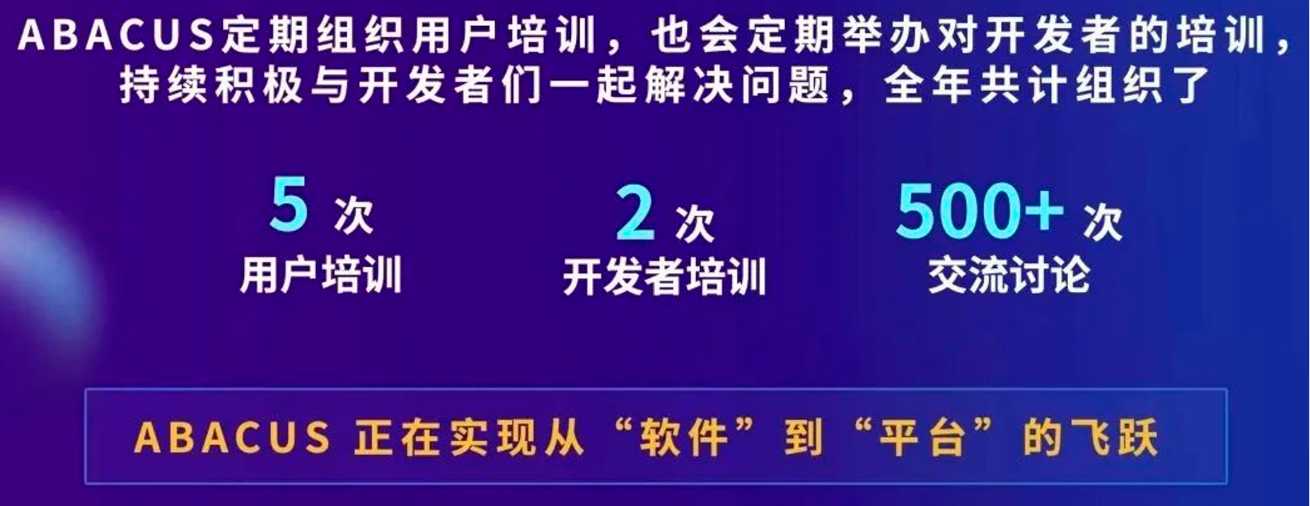 ABACUS定期组织用户培训，也会定期举办对开发者的培训，
持续积极与开发者们一起解决问题，全年共计组织了
5 次
用户培训
2 次
开发者培训
500+ 次
交流讨论
ABACUS 正在实现从“软件”到“平台”的飞跃